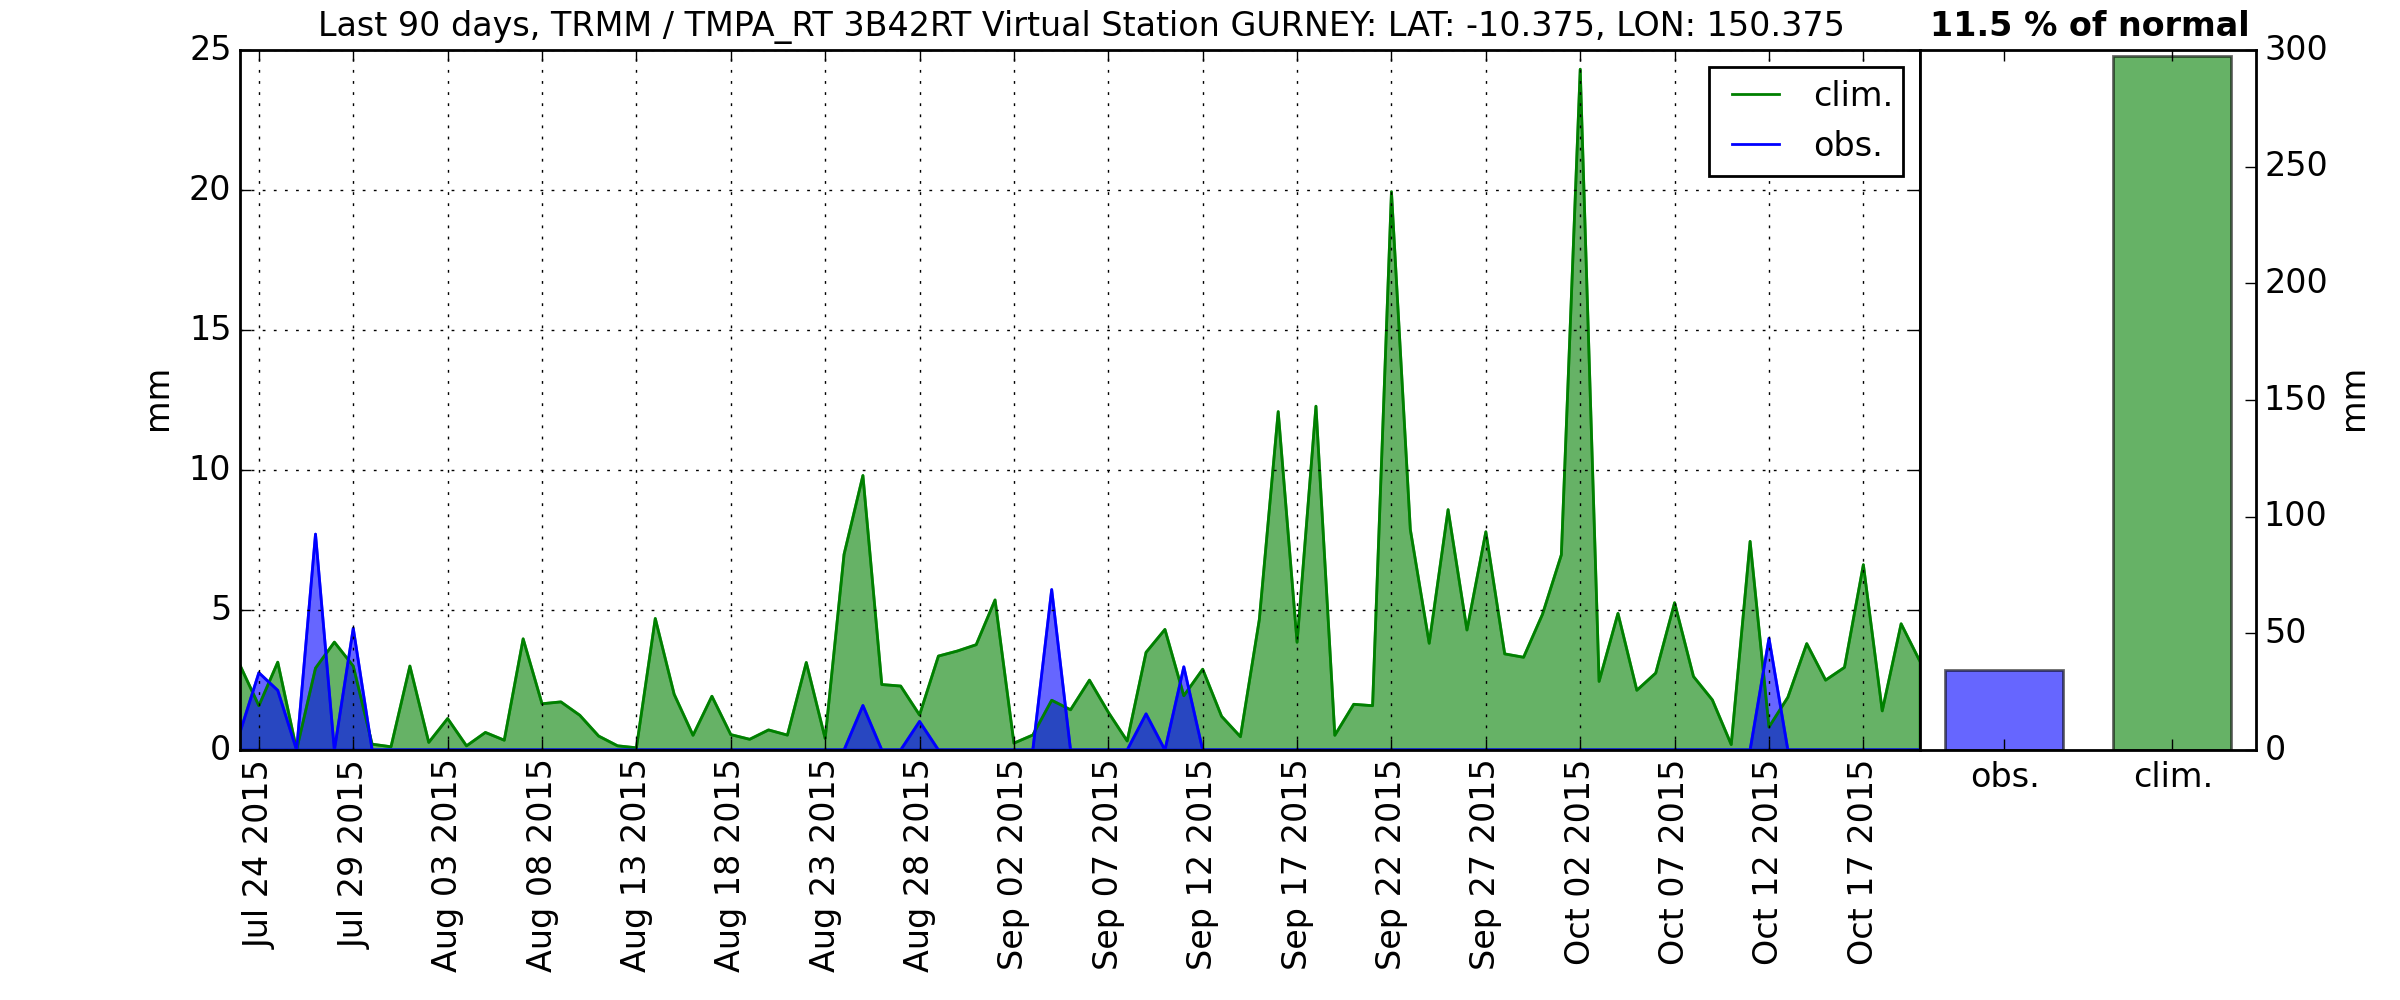 Last 90 days, TRMM / TMPA_RT 3B42RT Virtual Station GURNEY: LAT: -10.375, LON: 150.375
11.5 % of normal
25
20
15
10
5
0
mm
clim.
obs.
Jul 24 2015
Jul 29 2015
Aug 03 2015
Aug 08 2015
Aug 13 2015
Aug 18 2015
Aug 23 2015
Aug 28 2015
Sep 02 2015
Sep 07 2015
Sep 12 2015
Sep 17 2015
Sep 22 2015
Sep 27 2015
Oct 02 2015
Oct 07 2015
Oct 12 2015
Oct 17 2015
300
250
200
150
100
50
0
mm
obs.
clim.